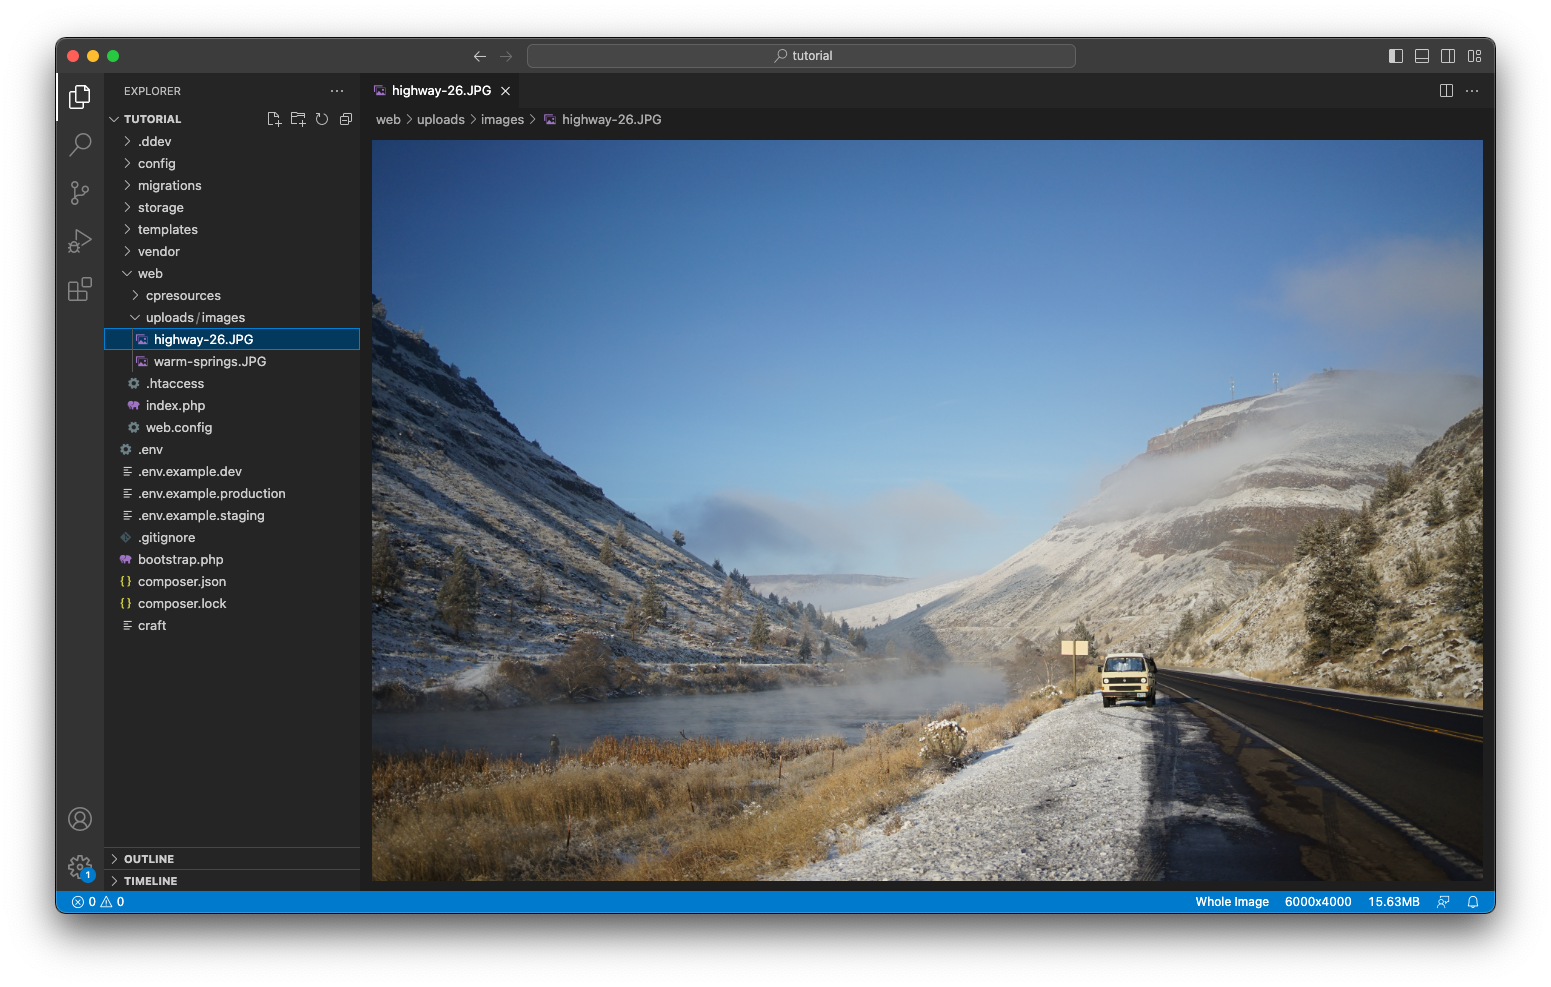 tutorial
EXPLORER
highway-26.JPG
TUTORIAL
web uploads images highway-26.JPG
.ddev
config
migrations
storage
templates
vendor
web
cpresources
uploads/images
highway-26.JPG
warm-springs.JPG
.htaccess
index.php
web.config
.env
.env.example.dev
.env.example.production
.env.example.staging
.gitignore
bootstrap.php
{} composer.json
{} composer.lock
craft
OUTLINE
1
TIMELINE
0 0 Whole Image 6000x4000 15.63MB